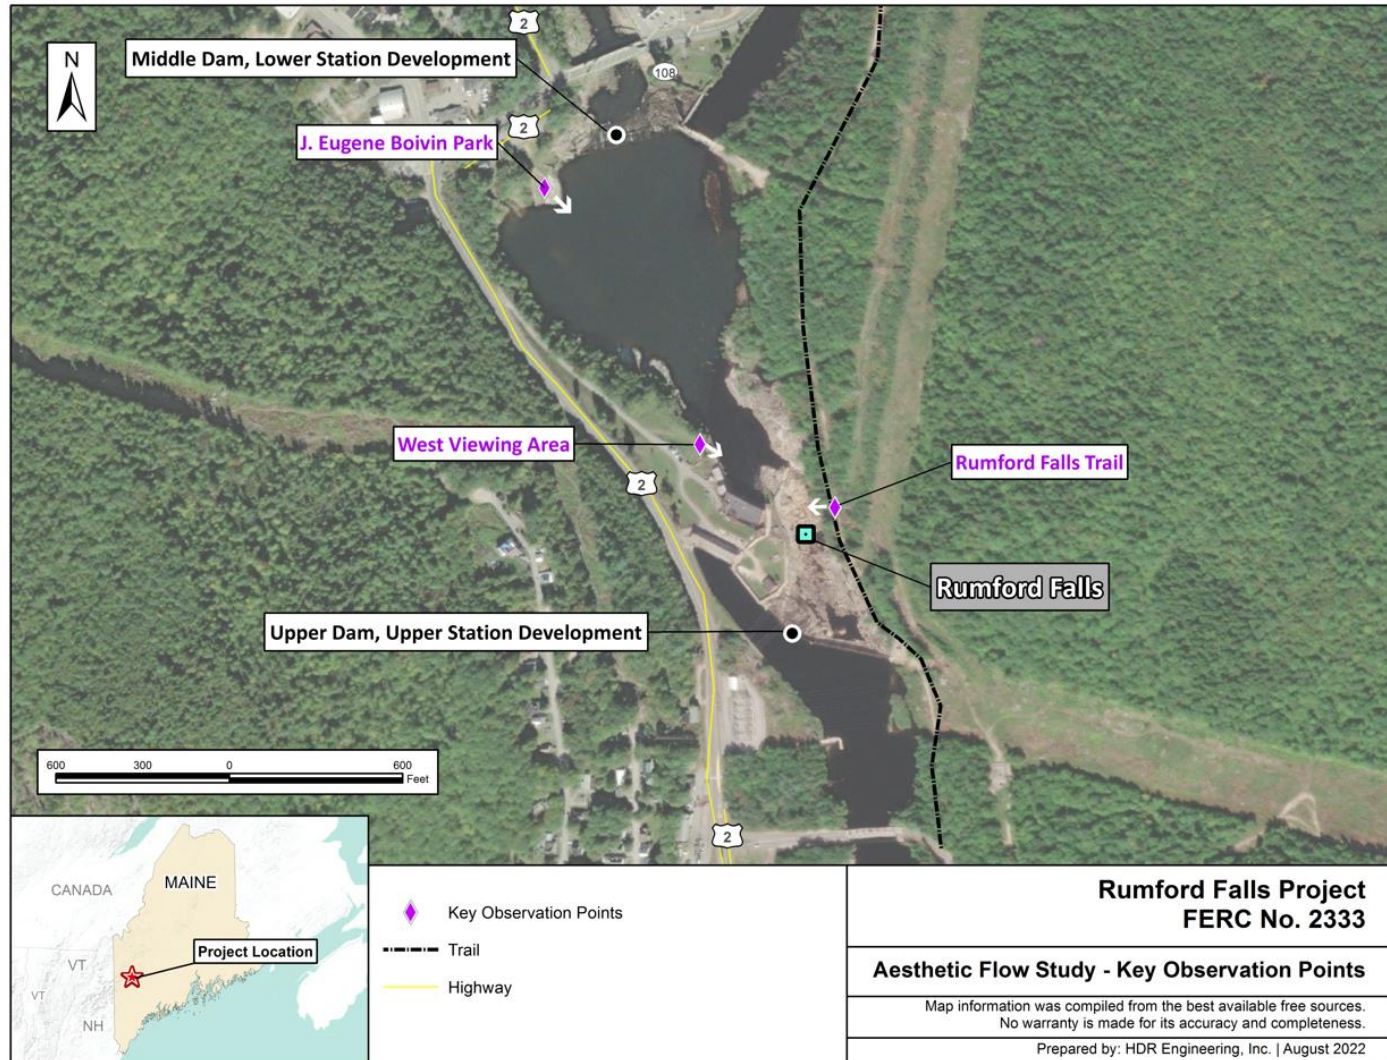 2
N
Middle Dam, Lower Station Development
108
2
J. Eugene Boivin Park
West Viewing Area
Rumford Falls Trail
2
Rumford Falls
Upper Dam, Upper Station Development
600 300 0 600
Feet
2
CANADA
MAINE
Project Location
VT
VT
NH
Key Observation Points
Trail
Highway
Rumford Falls Project
FERC No. 2333
Aesthetic Flow Study - Key Observation Points
Map information was compiled from the best available free sources.
No warranty is made for its accuracy and completeness.
Prepared by: HDR Engineering, Inc. | August 2022